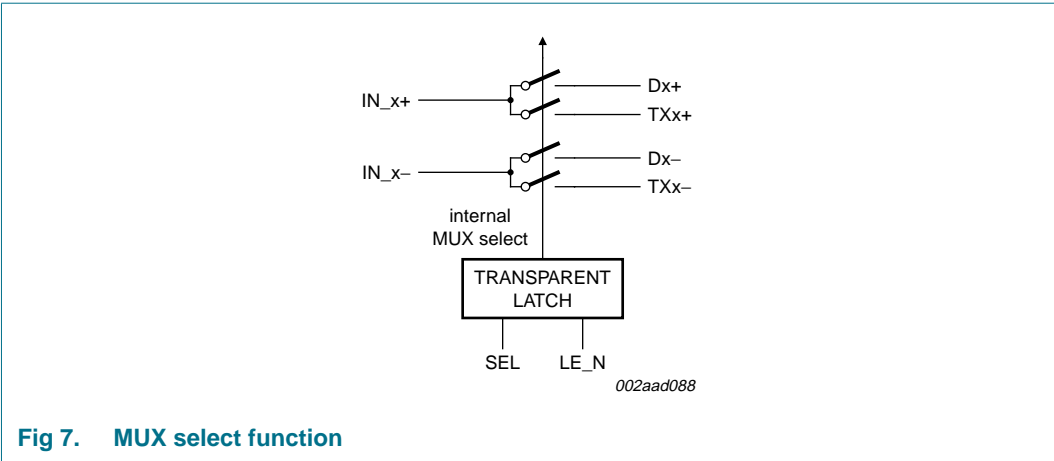 Dx+
IN_x+
TXx+
Dx−
IN_x−
TXx−
internal
MUX select
TRANSPARENT
LATCH
SEL LE_N
002aad088
Fig 7. MUX select function